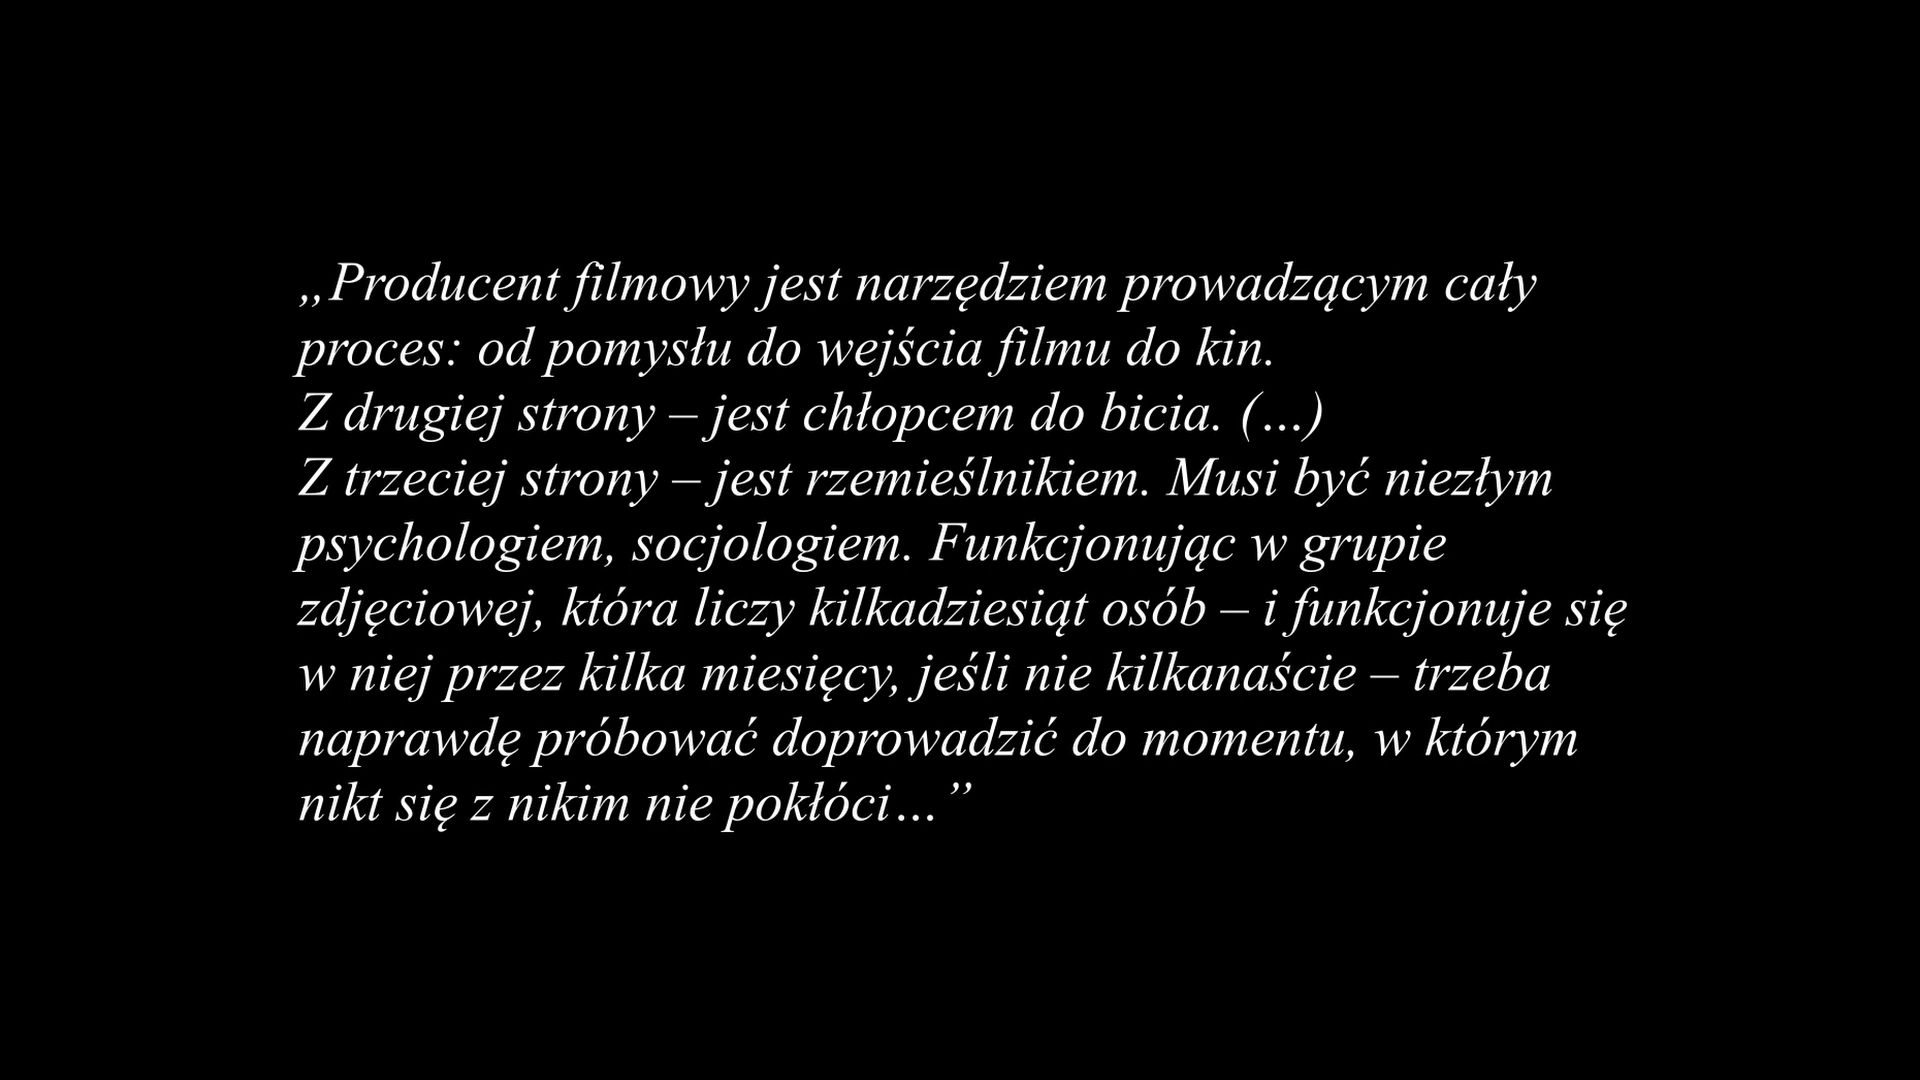 „Producent filmowy jest narzędziem prowadzącym cały
proces: od pomysłu do wejścia filmu do kin.
Z drugiej strony – jest chłopcem do bicia. (…)
Z trzeciej strony – jest rzemieślnikiem. Musi być niezłym
psychologiem, socjologiem. Funkcjonując w grupie
zdjęciowej, która liczy kilkadziesiąt osób – i funkcjonuje się
w niej przez kilka miesięcy, jeśli nie kilkanaście – trzeba
naprawdę próbować doprowadzić do momentu, w którym
nikt się z nikim nie pokłóci…”